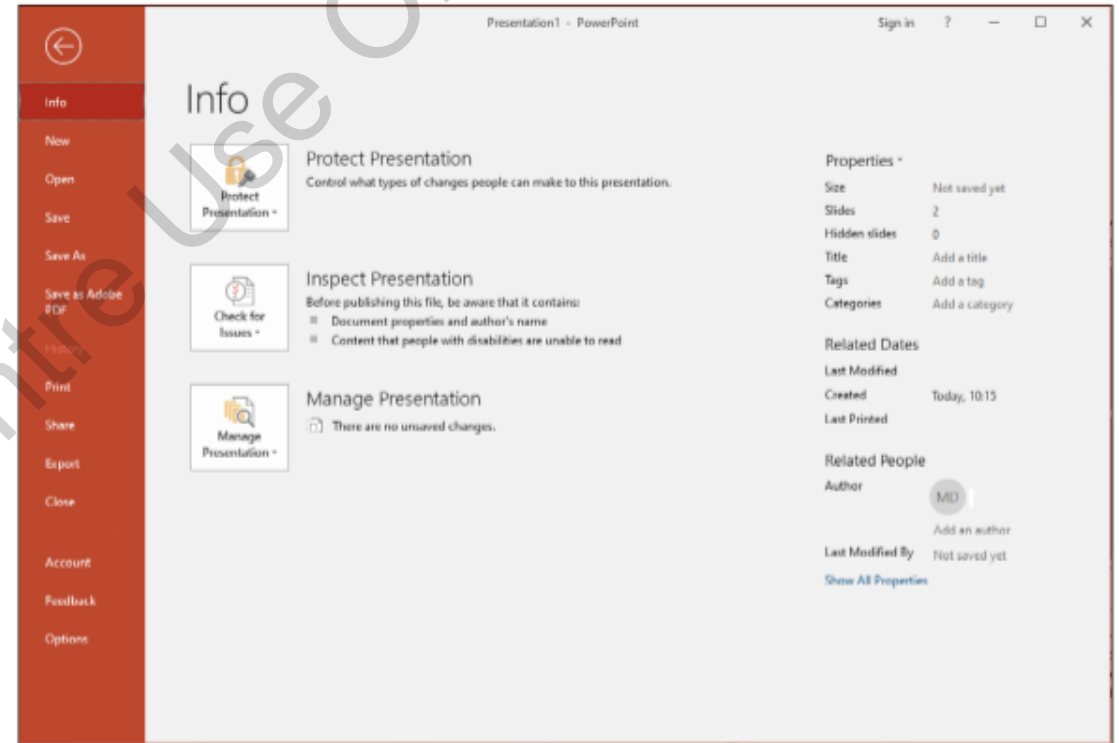 Presentation1 - PowerPoint
Sign in ?
Info
New
Open
Save
Save As
Save as Adobe
PDF
History
Print
Share
Export
Close
Account
Feedback
Options
Info
Protect
Presentation
Protect Presentation
Control what types of changes people can make to this presentation.
Check for
Issues
Inspect Presentation
Before publishing this file, be aware that it contains:
Document properties and author's name
Content that people with disabilities are unable to read
Manage
Presentation
Manage Presentation
There are no unsaved changes.
Properties
Size Not saved yet
Slides 2
Hidden slides 0
Title Add a title
Tags Add a tag
Categories Add a category
Related Dates
Last Modified
Created Today, 10:15
Last Printed
Related People
Author MD
Add an author
Last Modified By Not saved yet
Show All Properties
Use